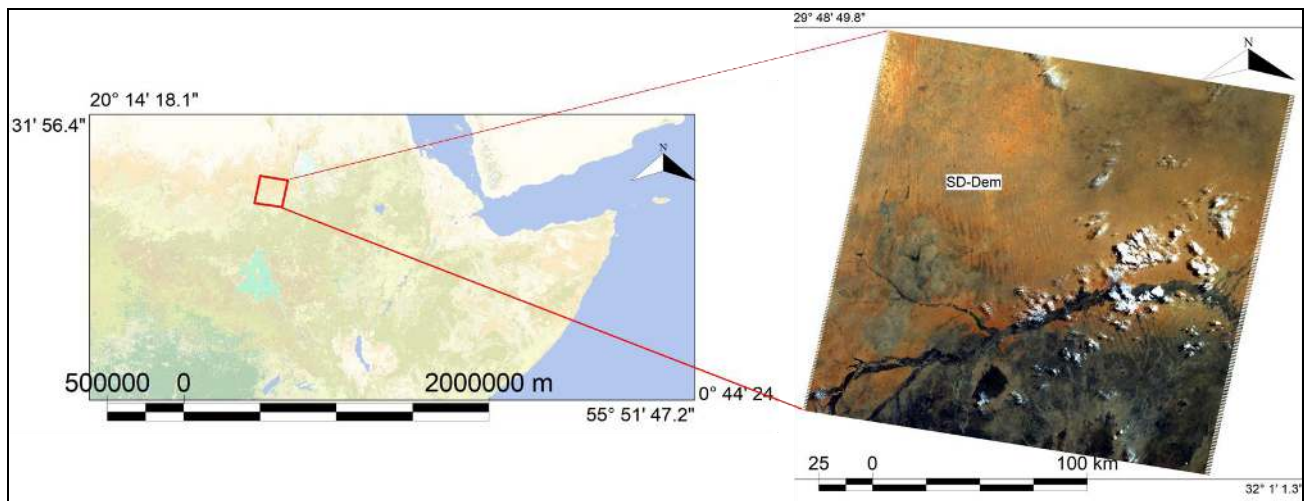 20° 14' 18.1"
31' 56.4"
N
500000 0 2000000 m
0° 44' 24
55° 51' 47.2"
29° 48' 49.8"
N
SD-Dem
25 0 100 km
32° 1' 1.3"